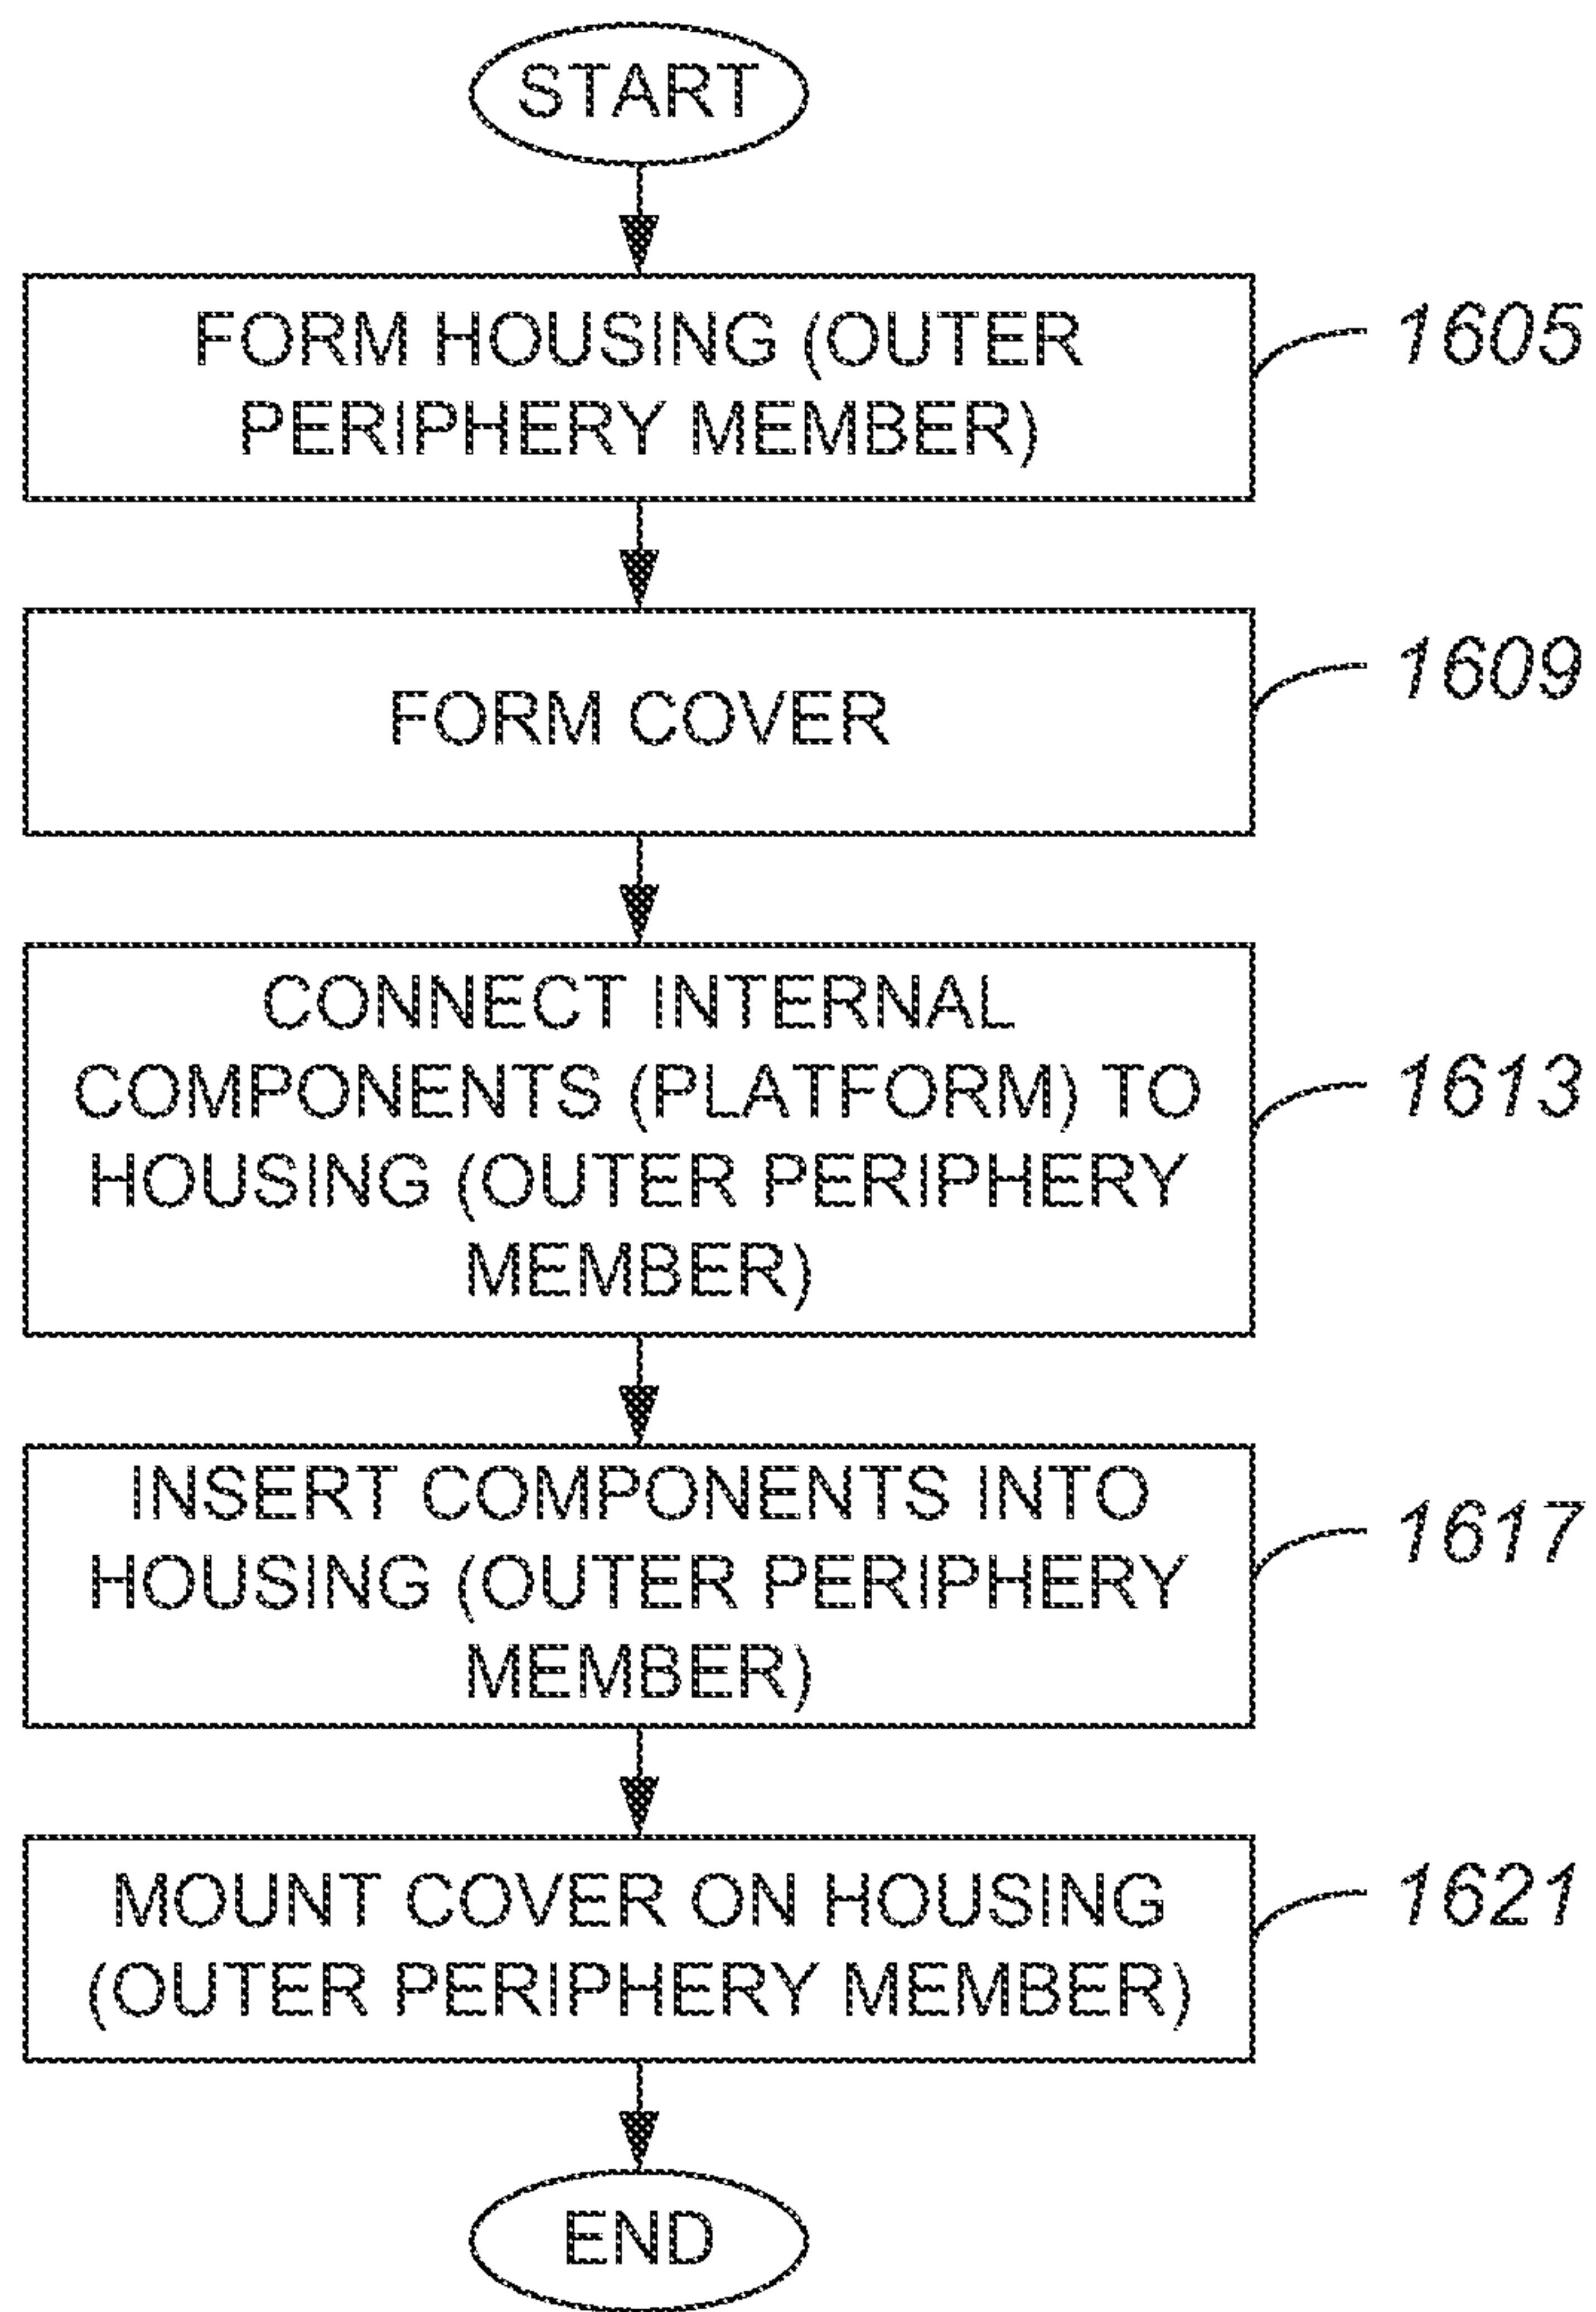 START
FORM HOUSING (OUTER
PERIPHERY MEMBER)
1605
FORM COVER
1609
CONNECT INTERNAL
COMPONENTS (PLATFORM) TO
HOUSING (OUTER PERIPHERY
MEMBER)
1613
INSERT COMPONENTS INTO
HOUSING (OUTER PERIPHERY
MEMBER)
1617
MOUNT COVER ON HOUSING
(OUTER PERIPHERY MEMBER)
1621
END